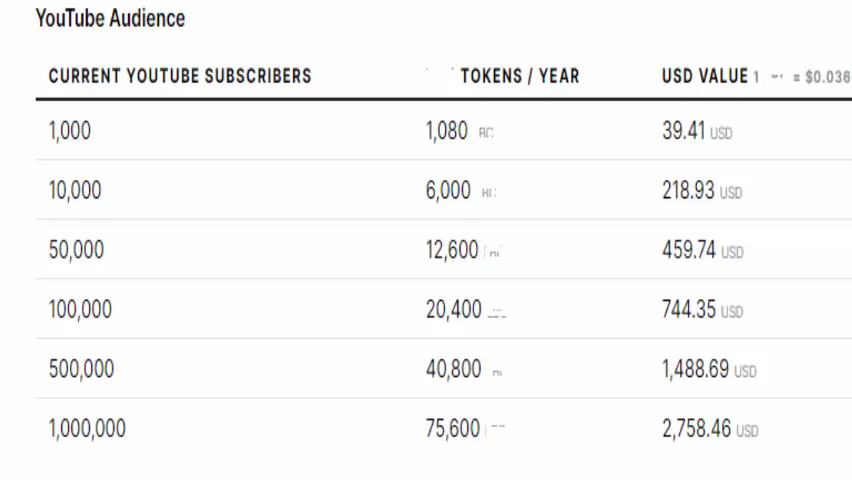 YouTube Audience
CURRENT YOUTUBE SUBSCRIBERS TOKENS / YEAR USD VALUE 1 = $0.036
1,000 1,080 39.41 USD
10,000 6,000 218.93 USD
50,000 12,600 459.74 USD
100,000 20,400 744.35 USD
500,000 40,800 1,488.69 USD
1,000,000 75,600 2,758.46 USD